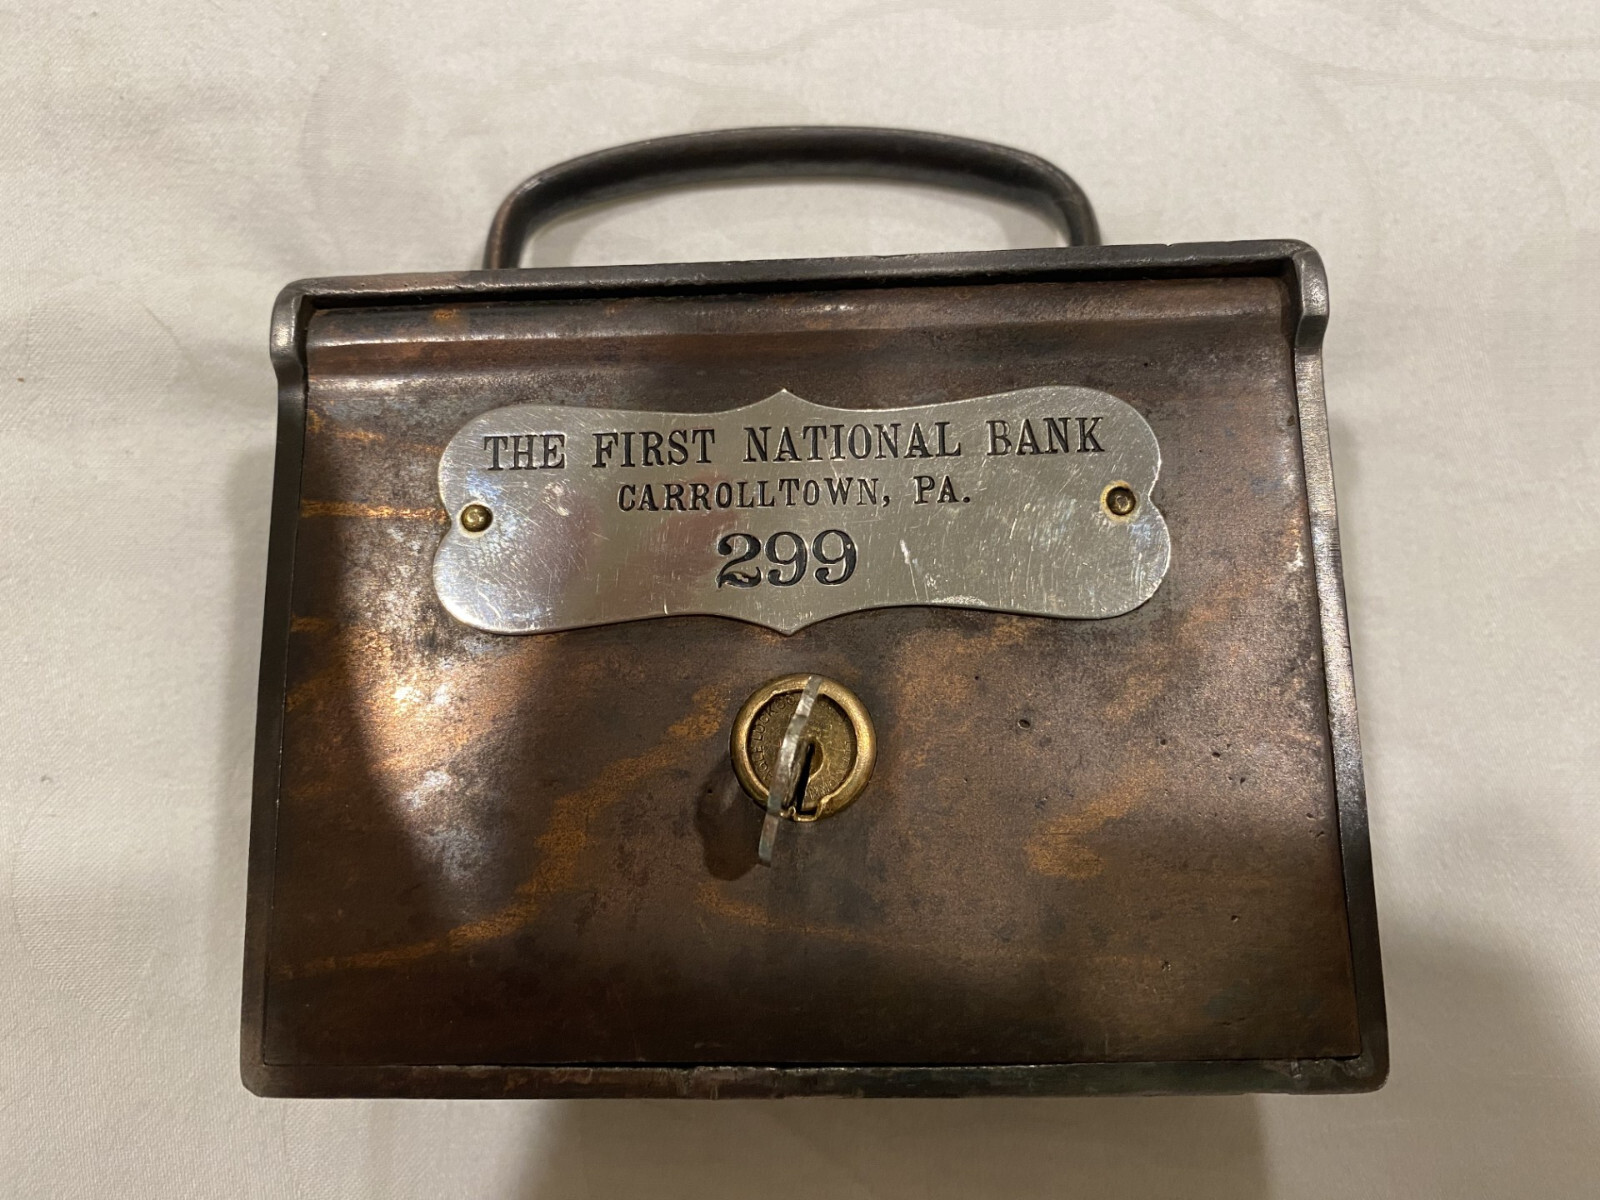 THE FIRST NATIONAL BANK
CARROLLTOWN, PA.
299